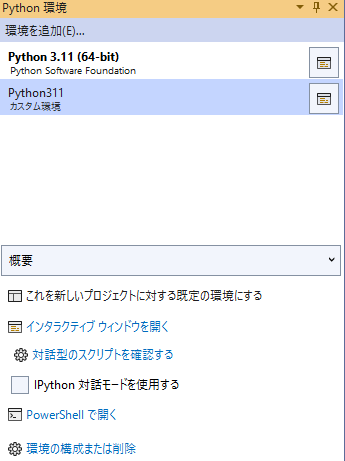 Python 環境
環境を追加(E)...
Python 3.11 (64-bit)
Python Software Foundation
Python311
カスタム環境
概要
これを新しいプロジェクトに対する既定の環境にする
インタラクティブ ウィンドウを開く
対話型のスクリプトを確認する
IPython 対話モードを使用する
PowerShell で開く
環境の構成または削除